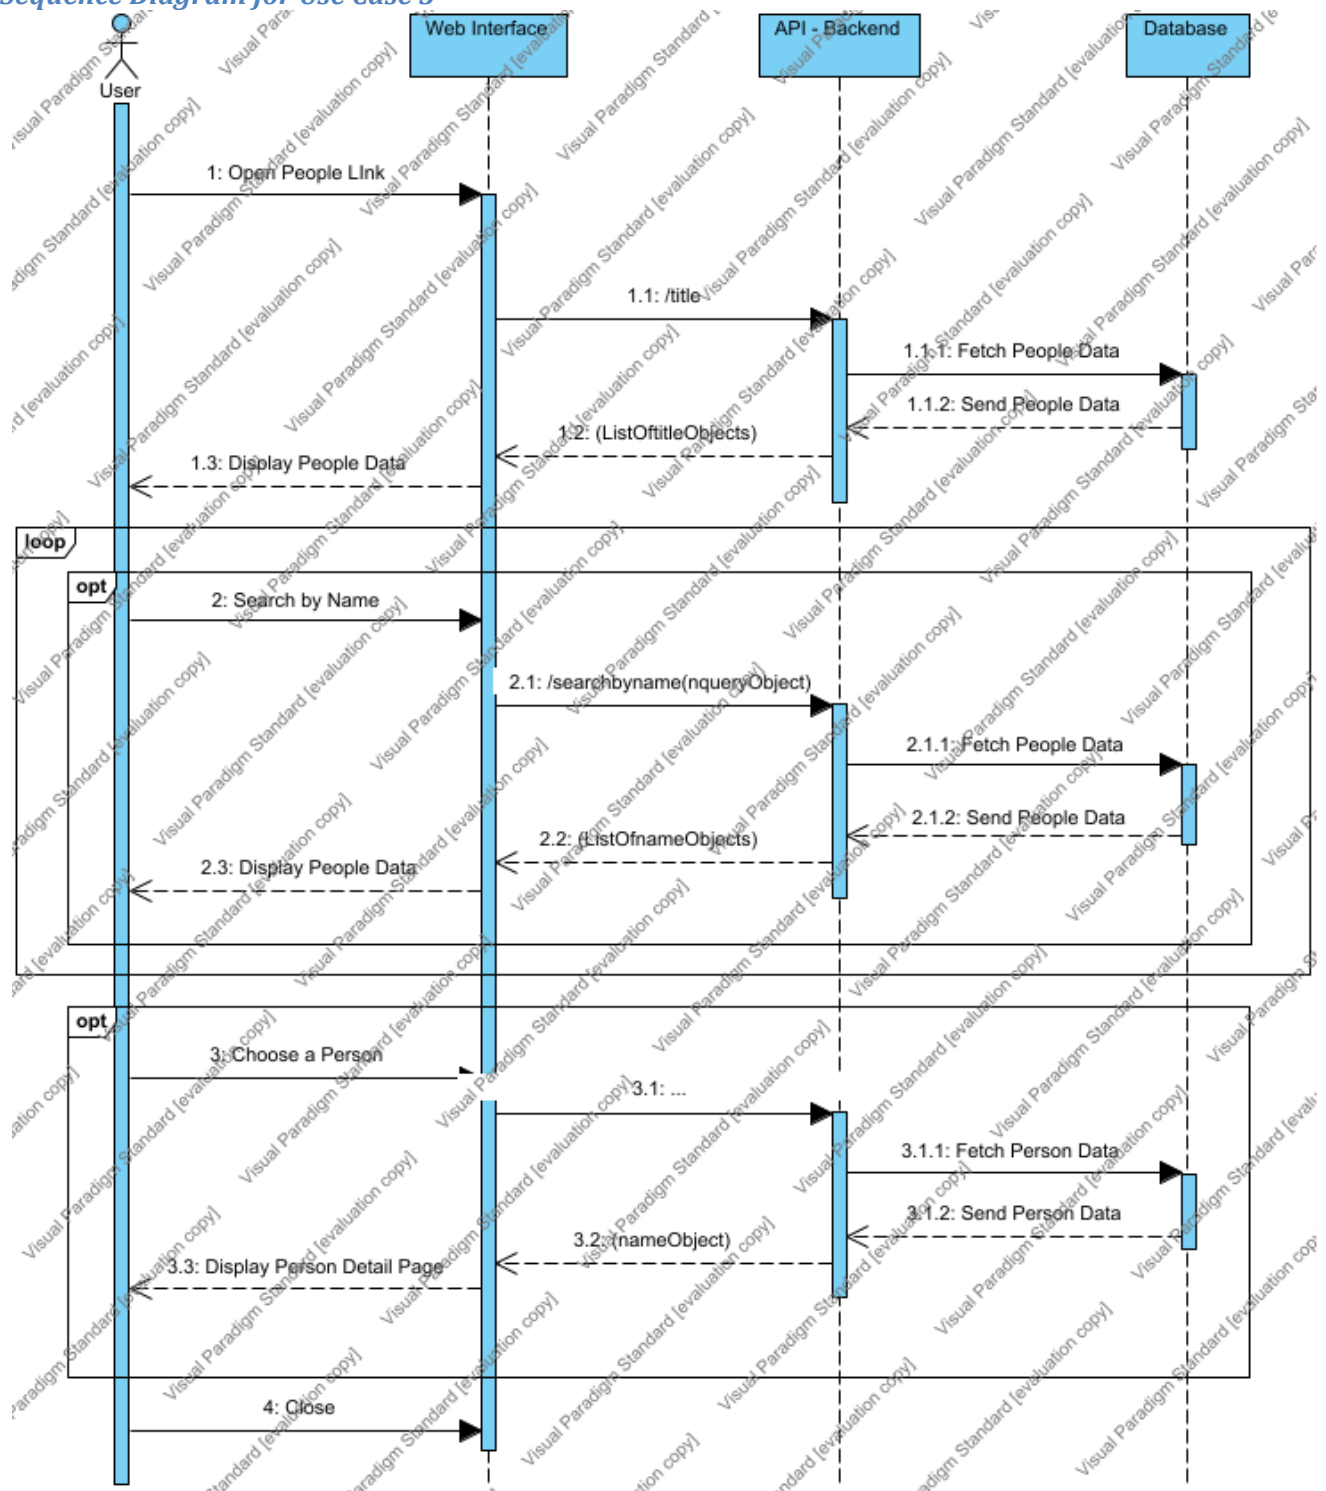 Sequence Diagram for Use Case 3
User
Web Interface
API - Backend
Database
1: Open People LInk
1.1: /title
1.1.1: Fetch People Data
1.1.2: Send People Data
1.2: (ListOftitleObjects)
1.3: Display People Data
loop
opt
2: Search by Name
2.1: /searchbyname(nqueryObject)
2.1.1: Fetch People Data
2.1.2: Send People Data
2.2: (ListOfnameObjects)
2.3: Display People Data
opt
3: Choose a Person
3.1: ...
3.1.1: Fetch Person Data
3.1.2: Send Person Data
3.2: (nameObject)
3.3: Display Person Detail Page
4: Close
Visual Paradigm Standard [evaluation copy]